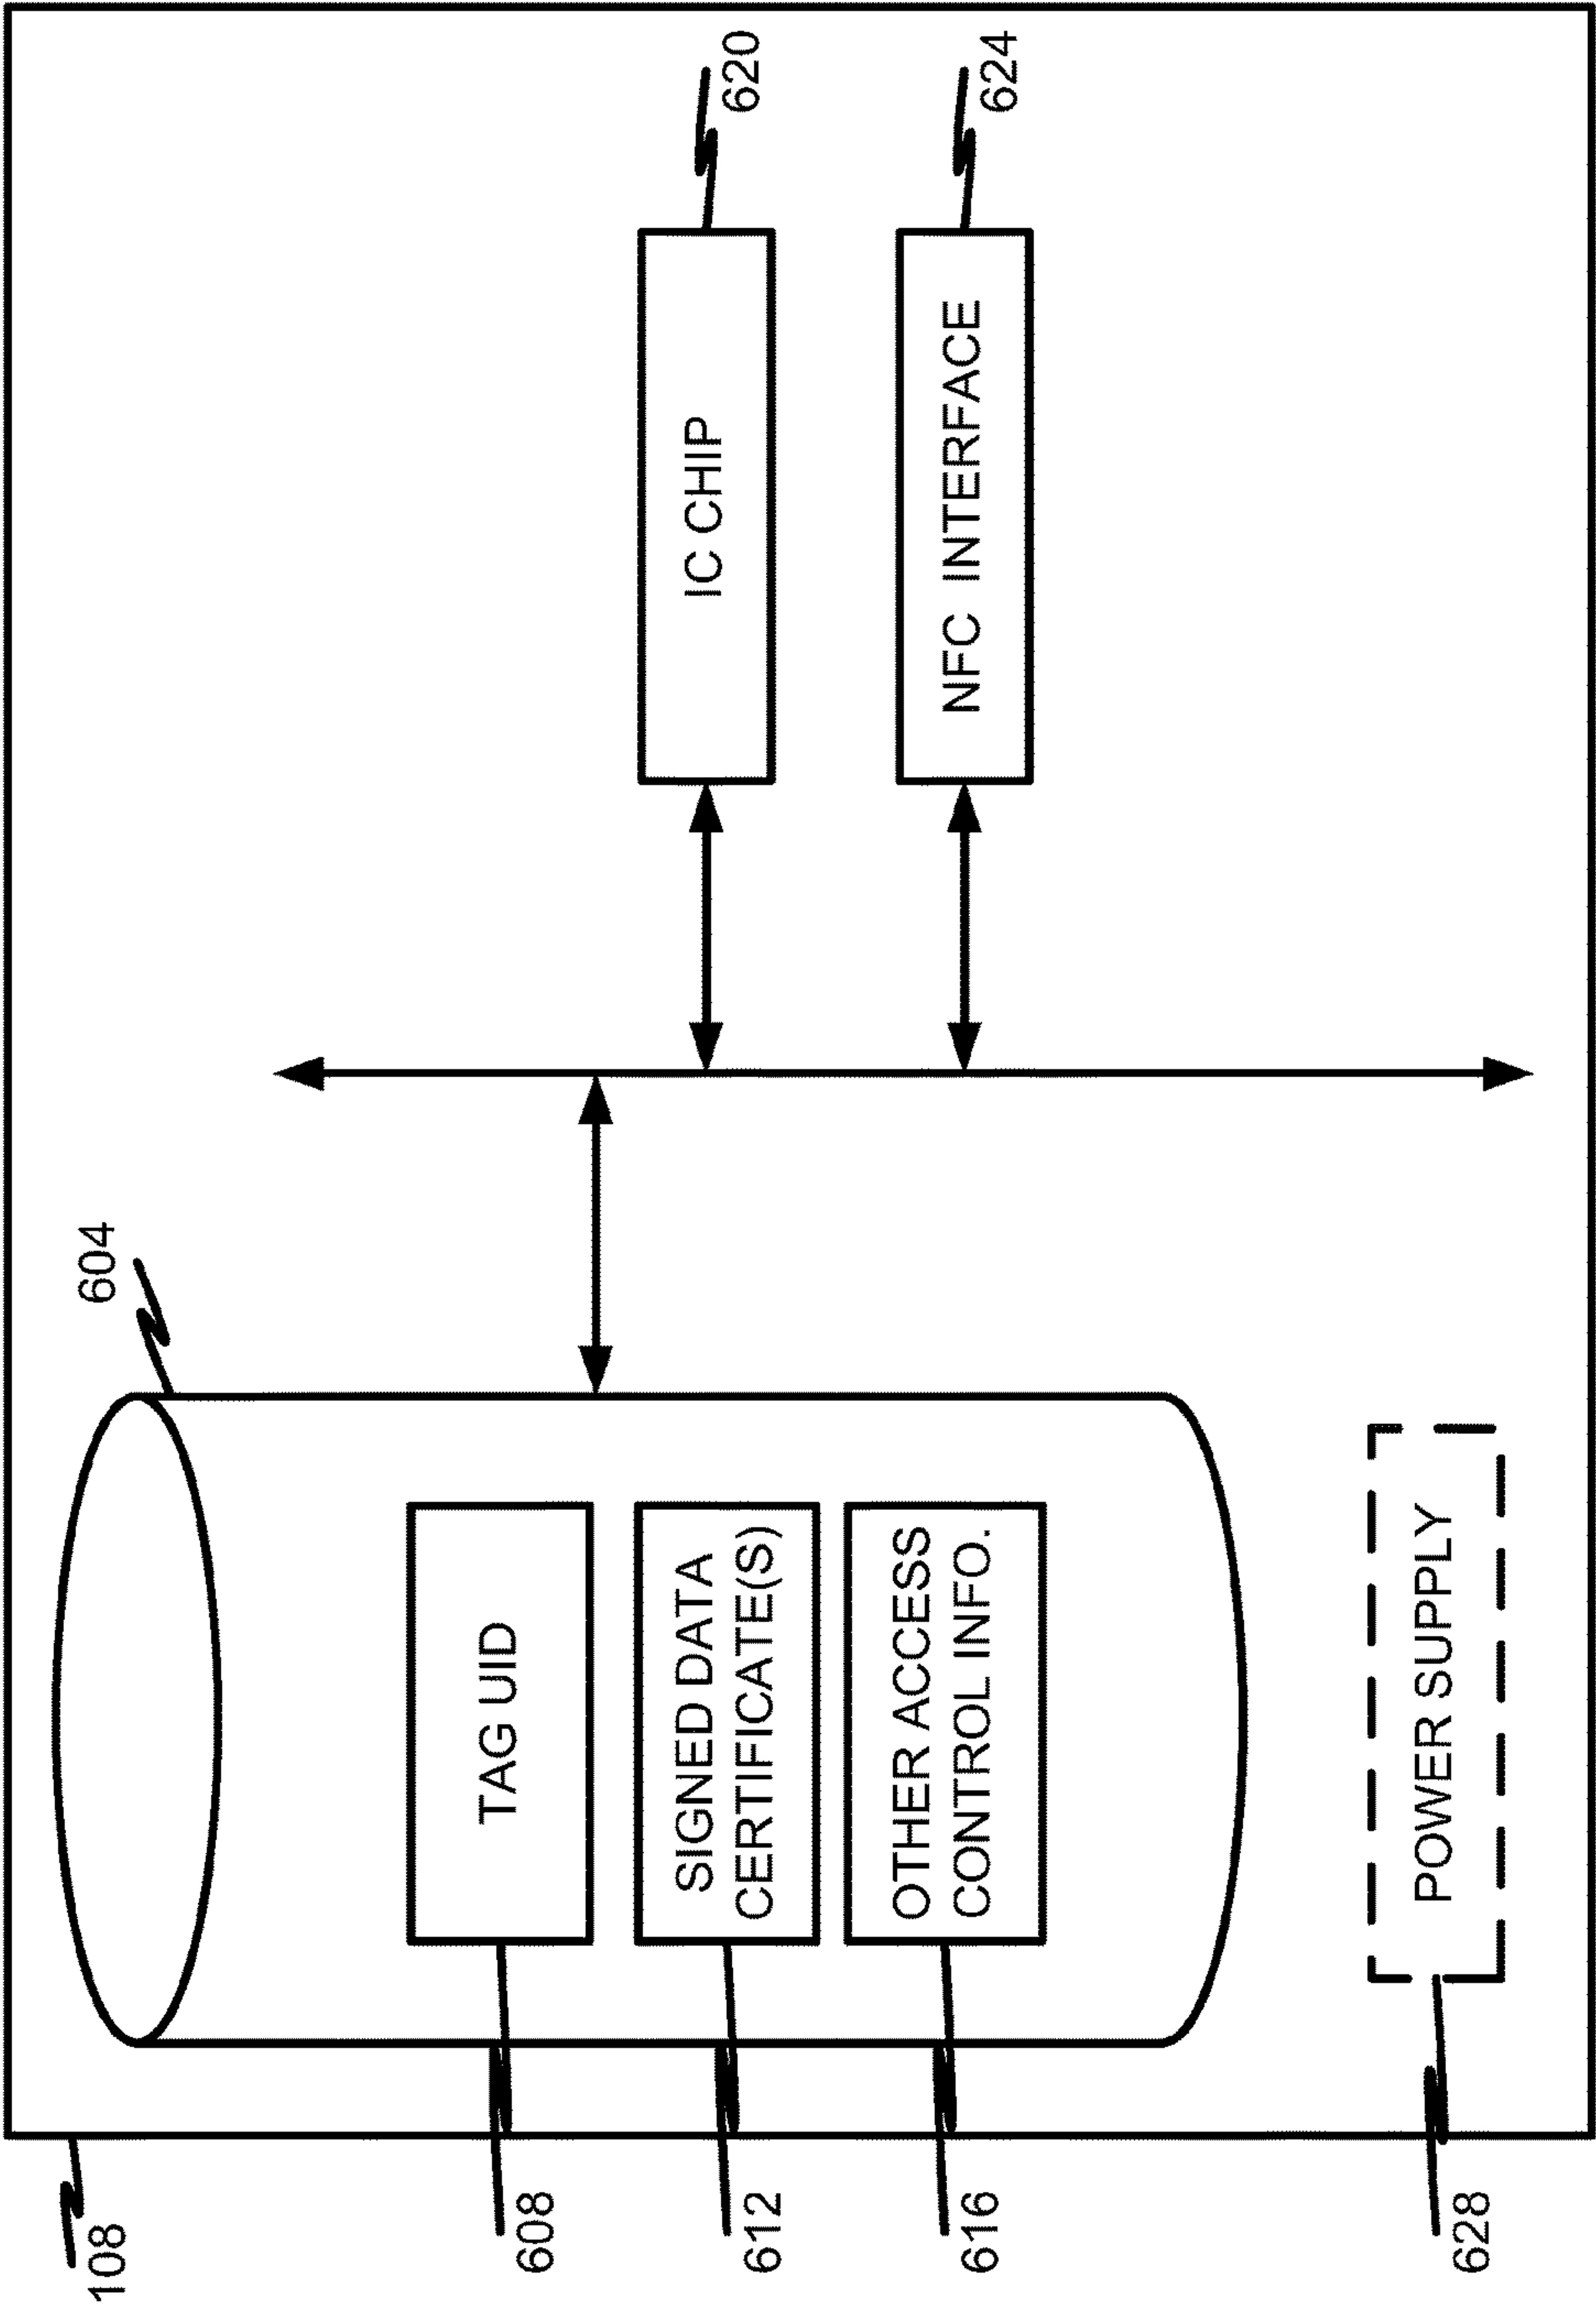 108
604
608
TAG UID
612
SIGNED DATA
CERTIFICATE(S)
616
OTHER ACCESS
CONTROL INFO.
628
POWER SUPPLY
IC CHIP
620
NFC INTERFACE
624